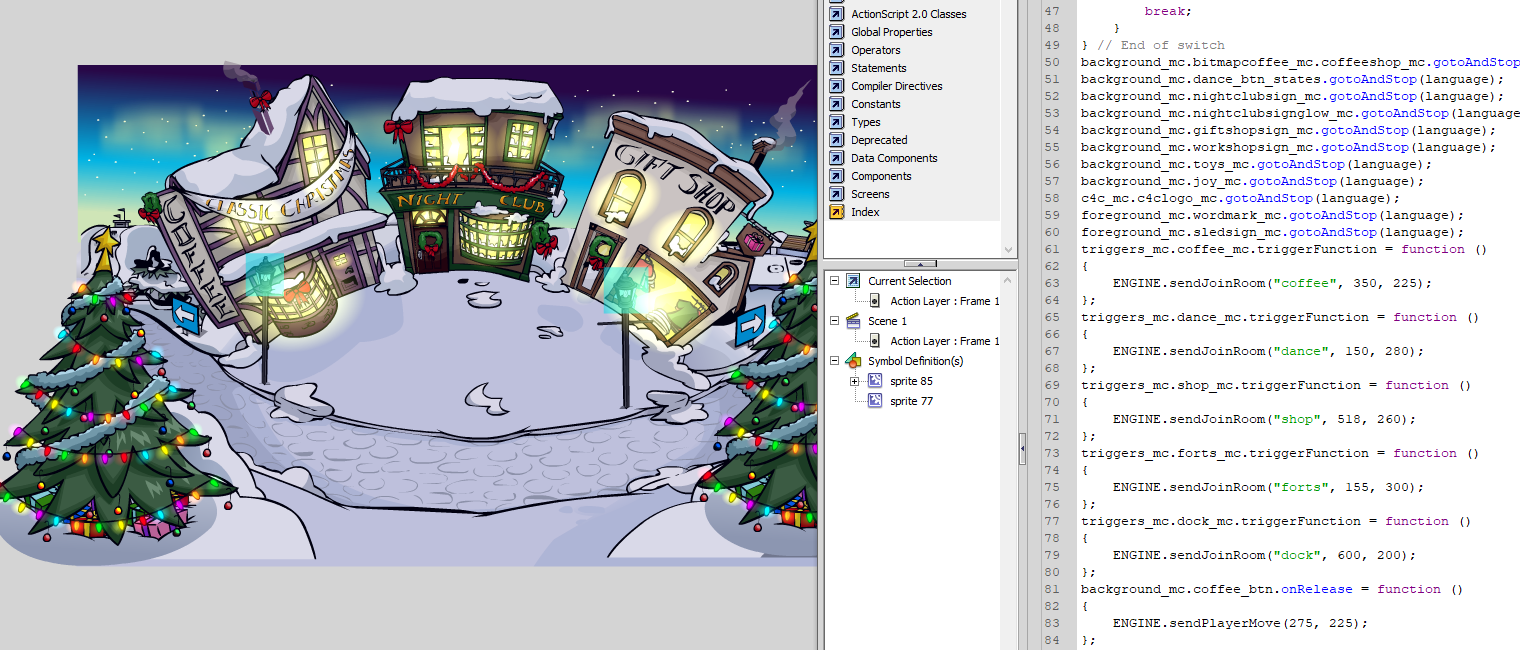 CLASSIC CHRISTMAS
COFFEE
NIGHT CLUB
GIFT SHOP
ActionScript 2.0 Classes
Global Properties
Operators
Statements
Compiler Directives
Constants
Types
Deprecated
Data Components
Components
Screens
Index
Current Selection
Action Layer : Frame 1
Scene 1
Action Layer : Frame 1
Symbol Definition(s)
sprite 85
sprite 77
47 break;
48 }
49 } // End of switch
50 background_mc.bitmapcoffee_mc.coffeeshop_mc.gotoAndStop
51 background_mc.dance_btn_states.gotoAndStop(language);
52 background_mc.nightclubsign_mc.gotoAndStop(language);
53 background_mc.nightclubsignglow_mc.gotoAndStop(language
54 background_mc.giftshopsign_mc.gotoAndStop(language);
55 background_mc.workshopsign_mc.gotoAndStop(language);
56 background_mc.toys_mc.gotoAndStop(language);
57 background_mc.joy_mc.gotoAndStop(language);
58 c4c_mc.c4clogo_mc.gotoAndStop(language);
59 foreground_mc.wordmark_mc.gotoAndStop(language);
60 foreground_mc.sledsign_mc.gotoAndStop(language);
61 triggers_mc.coffee_mc.triggerFunction = function ()
62 {
63 ENGINE.sendJoinRoom("coffee", 350, 225);
64 };
65 triggers_mc.dance_mc.triggerFunction = function ()
66 {
67 ENGINE.sendJoinRoom("dance", 150, 280);
68 };
69 triggers_mc.shop_mc.triggerFunction = function ()
70 {
71 ENGINE.sendJoinRoom("shop", 518, 260);
72 };
73 triggers_mc.forts_mc.triggerFunction = function ()
74 {
75 ENGINE.sendJoinRoom("forts", 155, 300);
76 };
77 triggers_mc.dock_mc.triggerFunction = function ()
78 {
79 ENGINE.sendJoinRoom("dock", 600, 200);
80 };
81 background_mc.coffee_btn.onRelease = function ()
82 {
83 ENGINE.sendPlayerMove(275, 225);
84 };